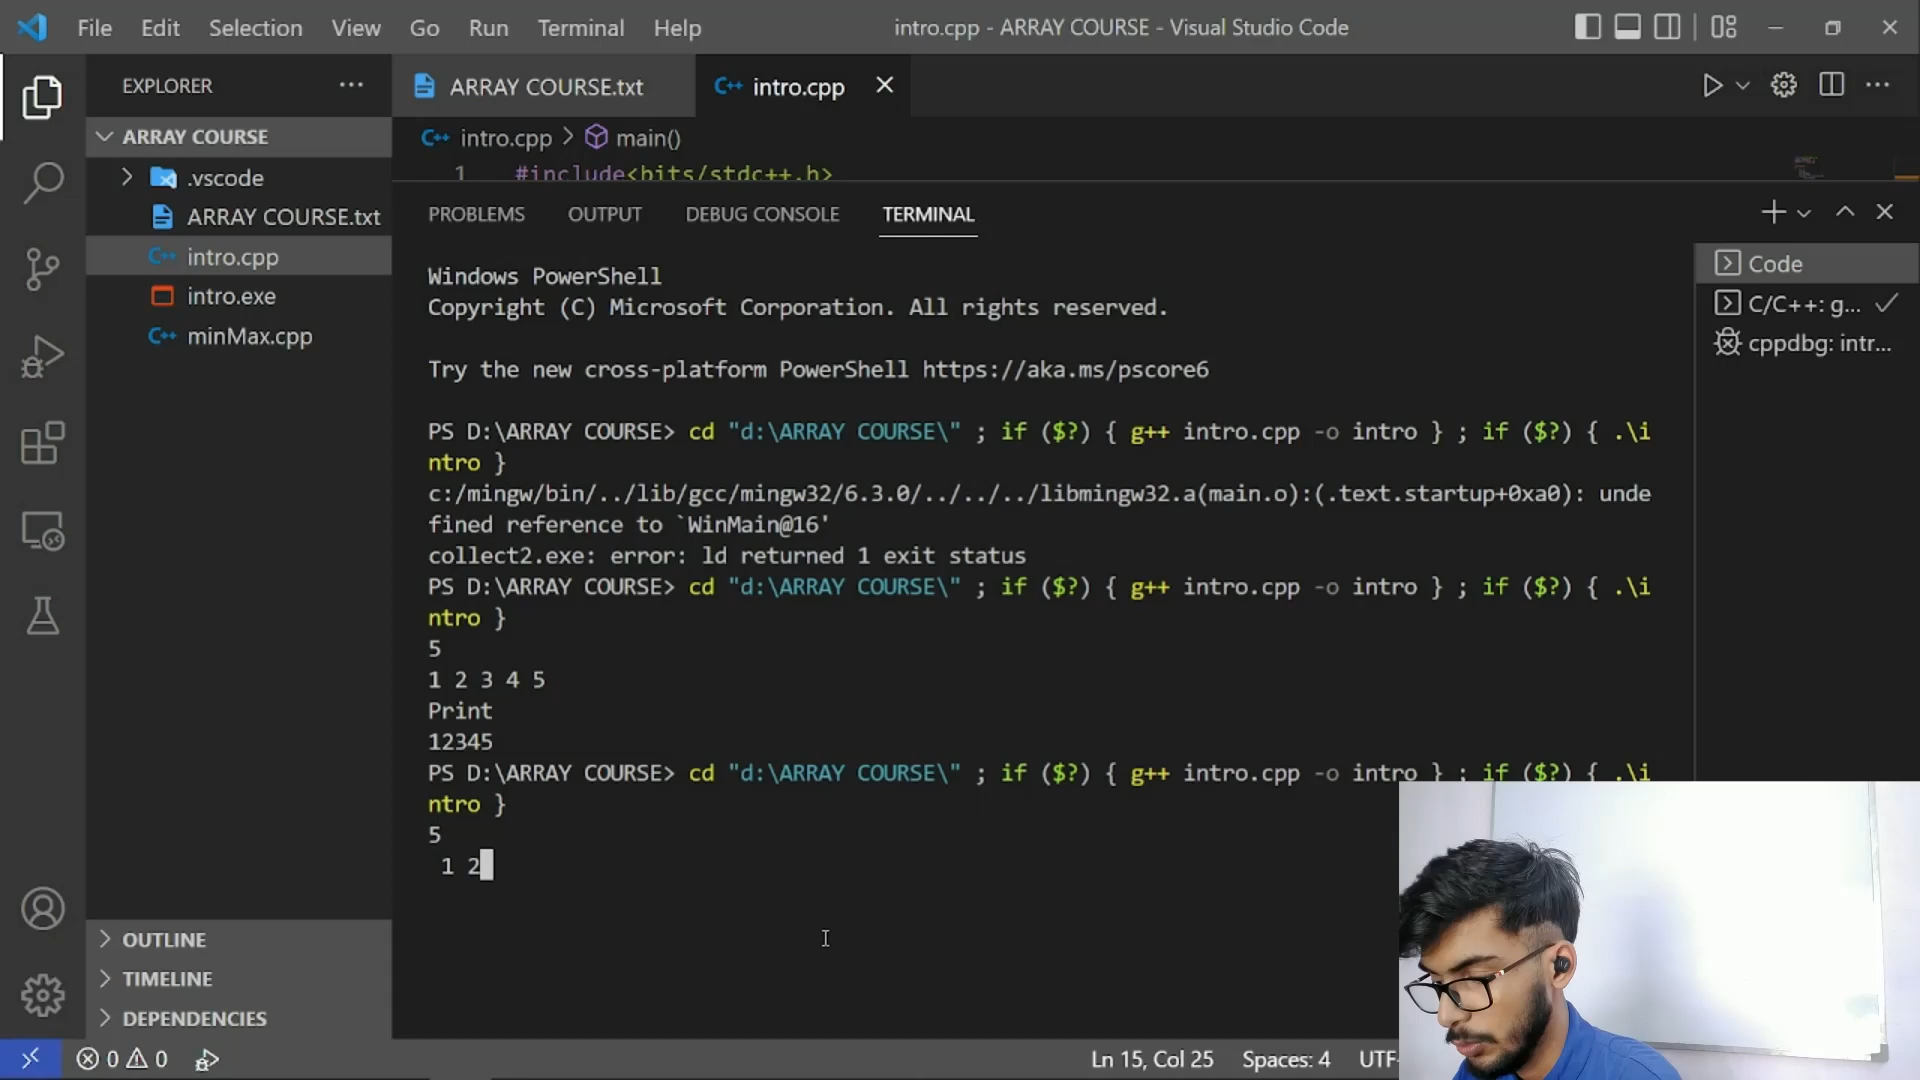 File Edit Selection View Go Run Terminal Help
intro.cpp - ARRAY COURSE - Visual Studio Code
EXPLORER
ARRAY COURSE
.vscode
ARRAY COURSE.txt
intro.cpp
intro.exe
minMax.cpp
OUTLINE
TIMELINE
DEPENDENCIES
ARRAY COURSE.txt
intro.cpp
intro.cpp > main()
1 #include<bits/stdc++.h>
PROBLEMS OUTPUT DEBUG CONSOLE TERMINAL
Windows PowerShell
Copyright (C) Microsoft Corporation. All rights reserved.
Try the new cross-platform PowerShell https://aka.ms/pscore6
PS D:\ARRAY COURSE> cd "d:\ARRAY COURSE\" ; if ($?) { g++ intro.cpp -o intro } ; if ($?) { .\i
ntro }
c:/mingw/bin/../lib/gcc/mingw32/6.3.0/../../../libmingw32.a(main.o):(.text.startup+0xa0): unde
fined reference to `WinMain@16'
collect2.exe: error: ld returned 1 exit status
PS D:\ARRAY COURSE> cd "d:\ARRAY COURSE\" ; if ($?) { g++ intro.cpp -o intro } ; if ($?) { .\i
ntro }
5
1 2 3 4 5
Print
12345
PS D:\ARRAY COURSE> cd "d:\ARRAY COURSE\" ; if ($?) { g++ intro.cpp -o intro } ; if ($?) { .\i
ntro }
5
1 2
Code
C/C++: g...
cppdbg: intr...
0 0
Ln 15, Col 25 Spaces: 4 UTF-